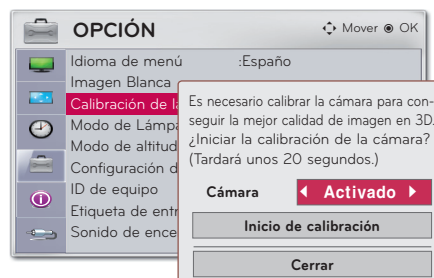 OPCIÓN
Mover OK
Idioma de menú :Español
Imagen Blanca
Calibración de la
Modo de Lámpa
Modo de altitud
Configuración d
ID de equipo
Etiqueta de entr
Sonido de ence
Es necesario calibrar la cámara para con-
seguir la mejor calidad de imagen en 3D.
¿Iniciar la calibración de la cámara?
(Tardará unos 20 segundos.)
Cámara Activado
Inicio de calibración
Cerrar